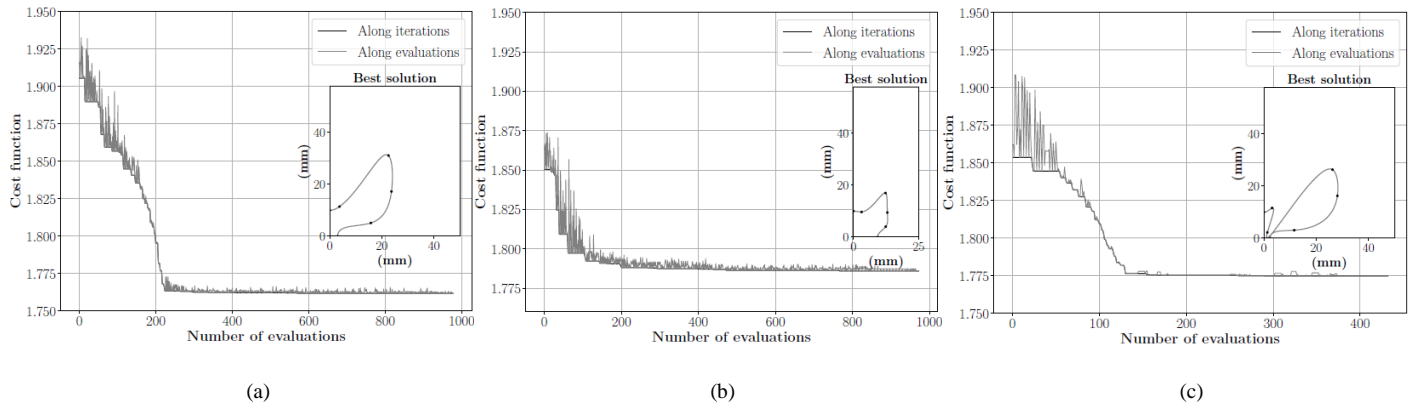 1.950
1.925
1.900
1.875
1.850
1.825
1.800
1.775
1.750
Cost function
Along iterations
Along evaluations
Best solution
40
20
0
(mm)
0 20 40
(mm)
0 200 400 600 800 1000
Number of evaluations
(a)
1.950
1.925
1.900
1.875
1.850
1.825
1.800
1.775
Cost function
Along iterations
Along evaluations
Best solution
40
20
0
(mm)
0 25
(mm)
0 200 400 600 800 1000
Number of evaluations
(b)
1.950
1.925
1.900
1.875
1.850
1.825
1.800
1.775
1.750
Cost function
Along iterations
Along evaluations
Best solution
40
20
0
(mm)
0 20 40
(mm)
0 100 200 300 400
Number of evaluations
(c)